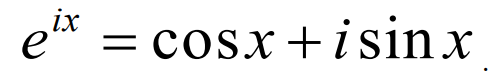 e^{ix} = cos x + i sin x.